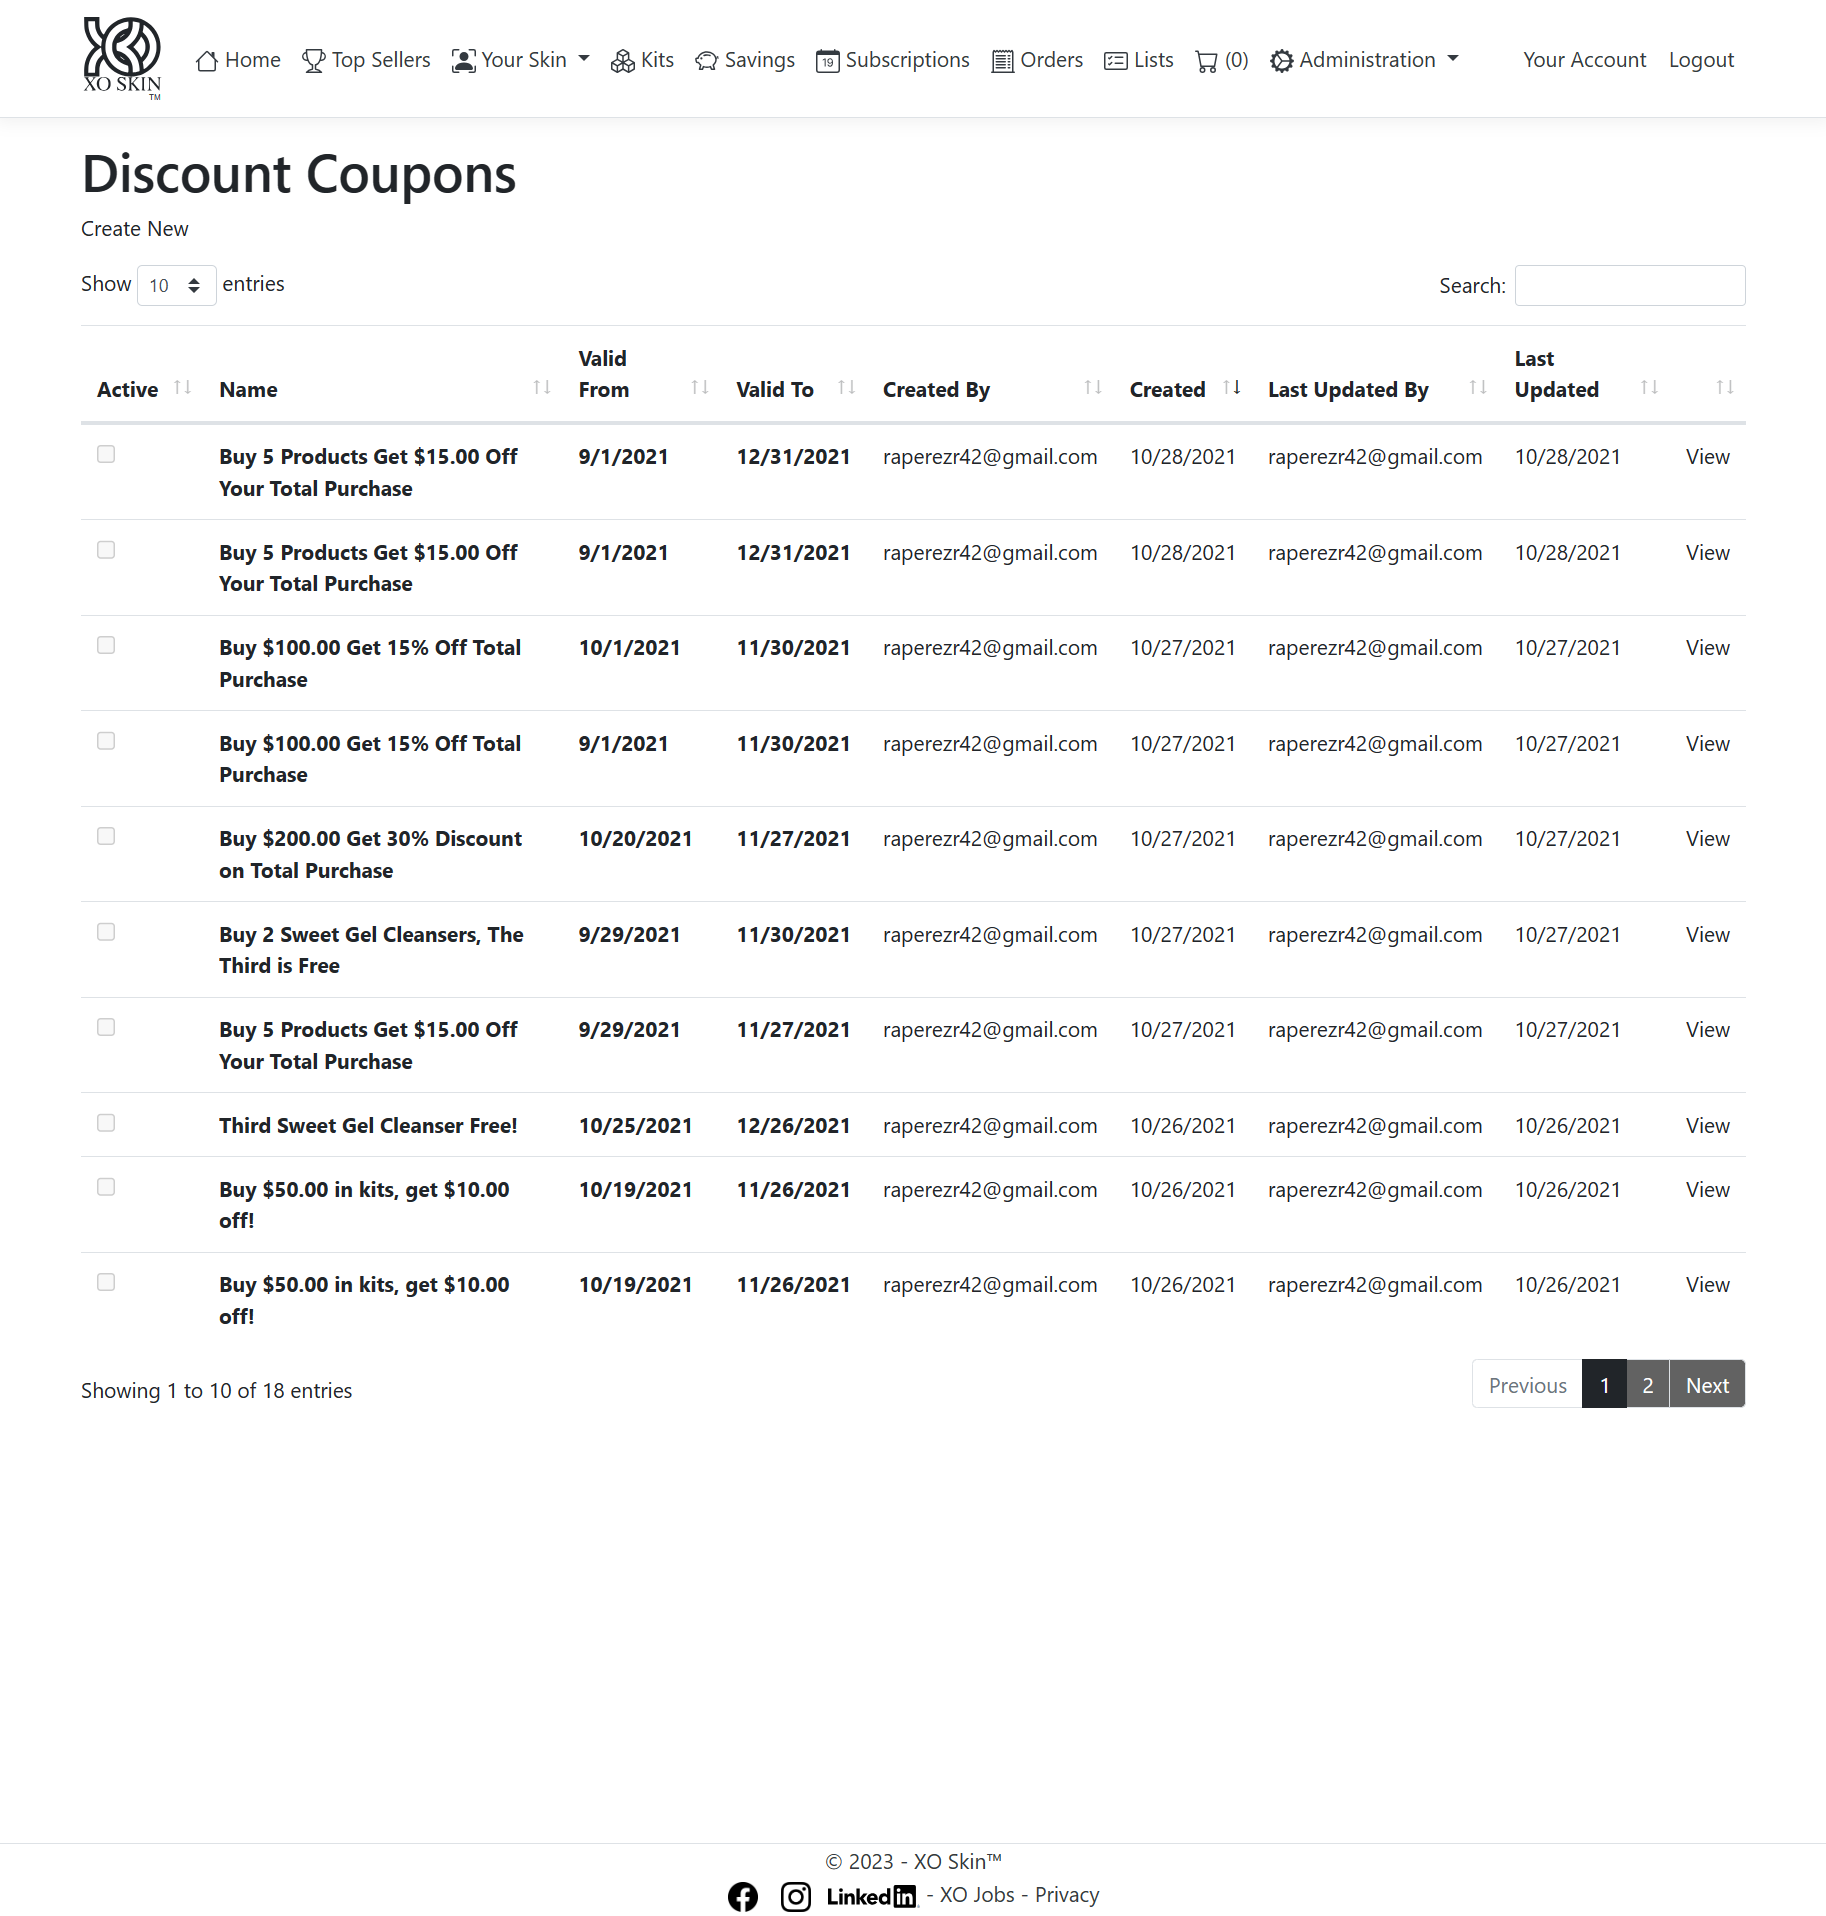 XO SKIN
TM
Home Top Sellers Your Skin Kits Savings 19 Subscriptions Orders Lists (0) Administration Your Account Logout
Discount Coupons
Create New
Show 10 entries Search:
Active Name Valid From Valid To Created By Created Last Updated By Last Updated
Buy 5 Products Get $15.00 Off 9/1/2021 12/31/2021 raperezr42@gmail.com 10/28/2021 raperezr42@gmail.com 10/28/2021 View
Your Total Purchase
Buy 5 Products Get $15.00 Off 9/1/2021 12/31/2021 raperezr42@gmail.com 10/28/2021 raperezr42@gmail.com 10/28/2021 View
Your Total Purchase
Buy $100.00 Get 15% Off Total 10/1/2021 11/30/2021 raperezr42@gmail.com 10/27/2021 raperezr42@gmail.com 10/27/2021 View
Purchase
Buy $100.00 Get 15% Off Total 9/1/2021 11/30/2021 raperezr42@gmail.com 10/27/2021 raperezr42@gmail.com 10/27/2021 View
Purchase
Buy $200.00 Get 30% Discount 10/20/2021 11/27/2021 raperezr42@gmail.com 10/27/2021 raperezr42@gmail.com 10/27/2021 View
on Total Purchase
Buy 2 Sweet Gel Cleansers, The 9/29/2021 11/30/2021 raperezr42@gmail.com 10/27/2021 raperezr42@gmail.com 10/27/2021 View
Third is Free
Buy 5 Products Get $15.00 Off 9/29/2021 11/27/2021 raperezr42@gmail.com 10/27/2021 raperezr42@gmail.com 10/27/2021 View
Your Total Purchase
Third Sweet Gel Cleanser Free! 10/25/2021 12/26/2021 raperezr42@gmail.com 10/26/2021 raperezr42@gmail.com 10/26/2021 View
Buy $50.00 in kits, get $10.00 10/19/2021 11/26/2021 raperezr42@gmail.com 10/26/2021 raperezr42@gmail.com 10/26/2021 View
off!
Buy $50.00 in kits, get $10.00 10/19/2021 11/26/2021 raperezr42@gmail.com 10/26/2021 raperezr42@gmail.com 10/26/2021 View
off!
Showing 1 to 10 of 18 entries Previous 1 2 Next
© 2023 - XO Skin™
LinkedIn - XO Jobs - Privacy